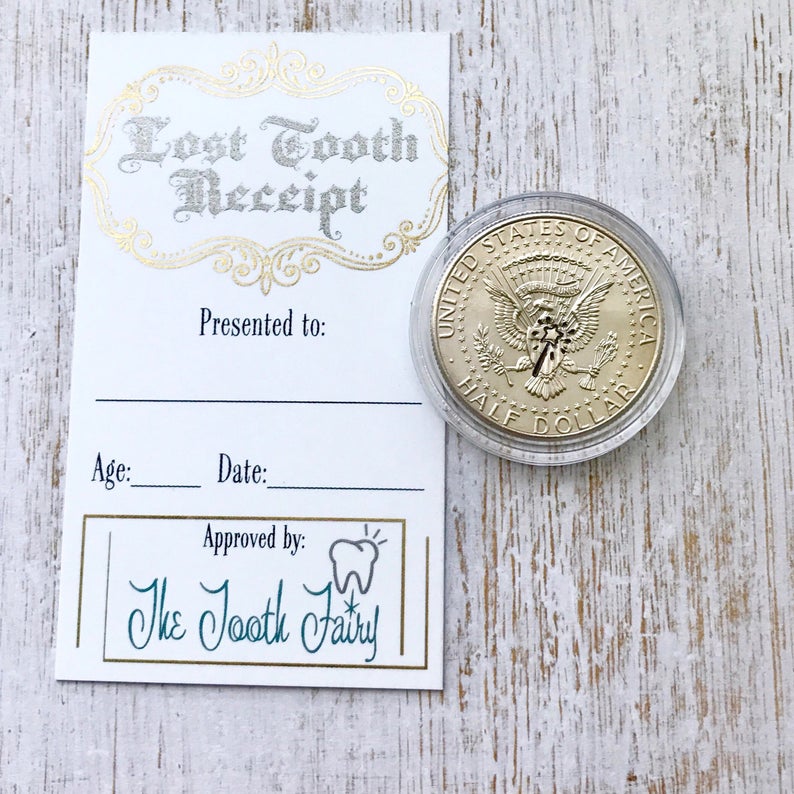 Lost Tooth
Receipt
Presented to:
Age: Date:
Approved by:
The Tooth Fairy
UNITED STATES OF AMERICA
HALF DOLLAR